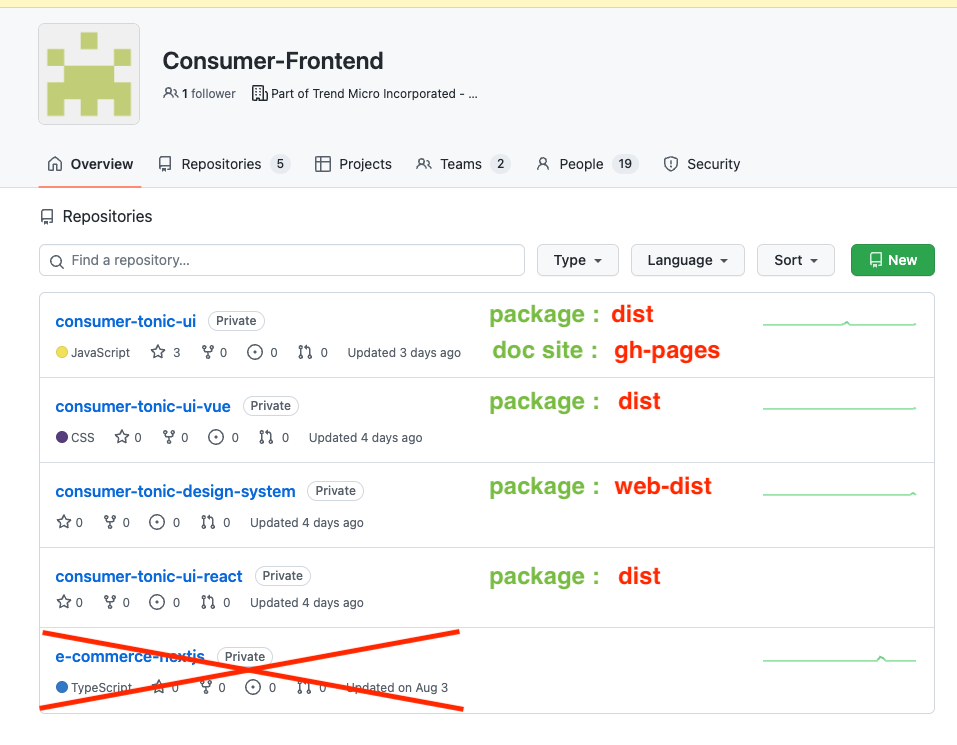 Consumer-Frontend
1 follower Part of Trend Micro Incorporated - ...
Overview Repositories 5 Projects Teams 2 People 19 Security
Repositories
Find a repository... Type Language Sort New
consumer-tonic-ui Private package : dist
JavaScript 3 0 0 0 Updated 3 days ago doc site : gh-pages
consumer-tonic-ui-vue Private package : dist
CSS 0 0 0 0 Updated 4 days ago
consumer-tonic-design-system Private package : web-dist
0 0 0 0 Updated 4 days ago
consumer-tonic-ui-react Private package : dist
0 0 0 0 Updated 4 days ago
e-commerce-nextjs Private
TypeScript 0 0 0 0 Updated on Aug 3